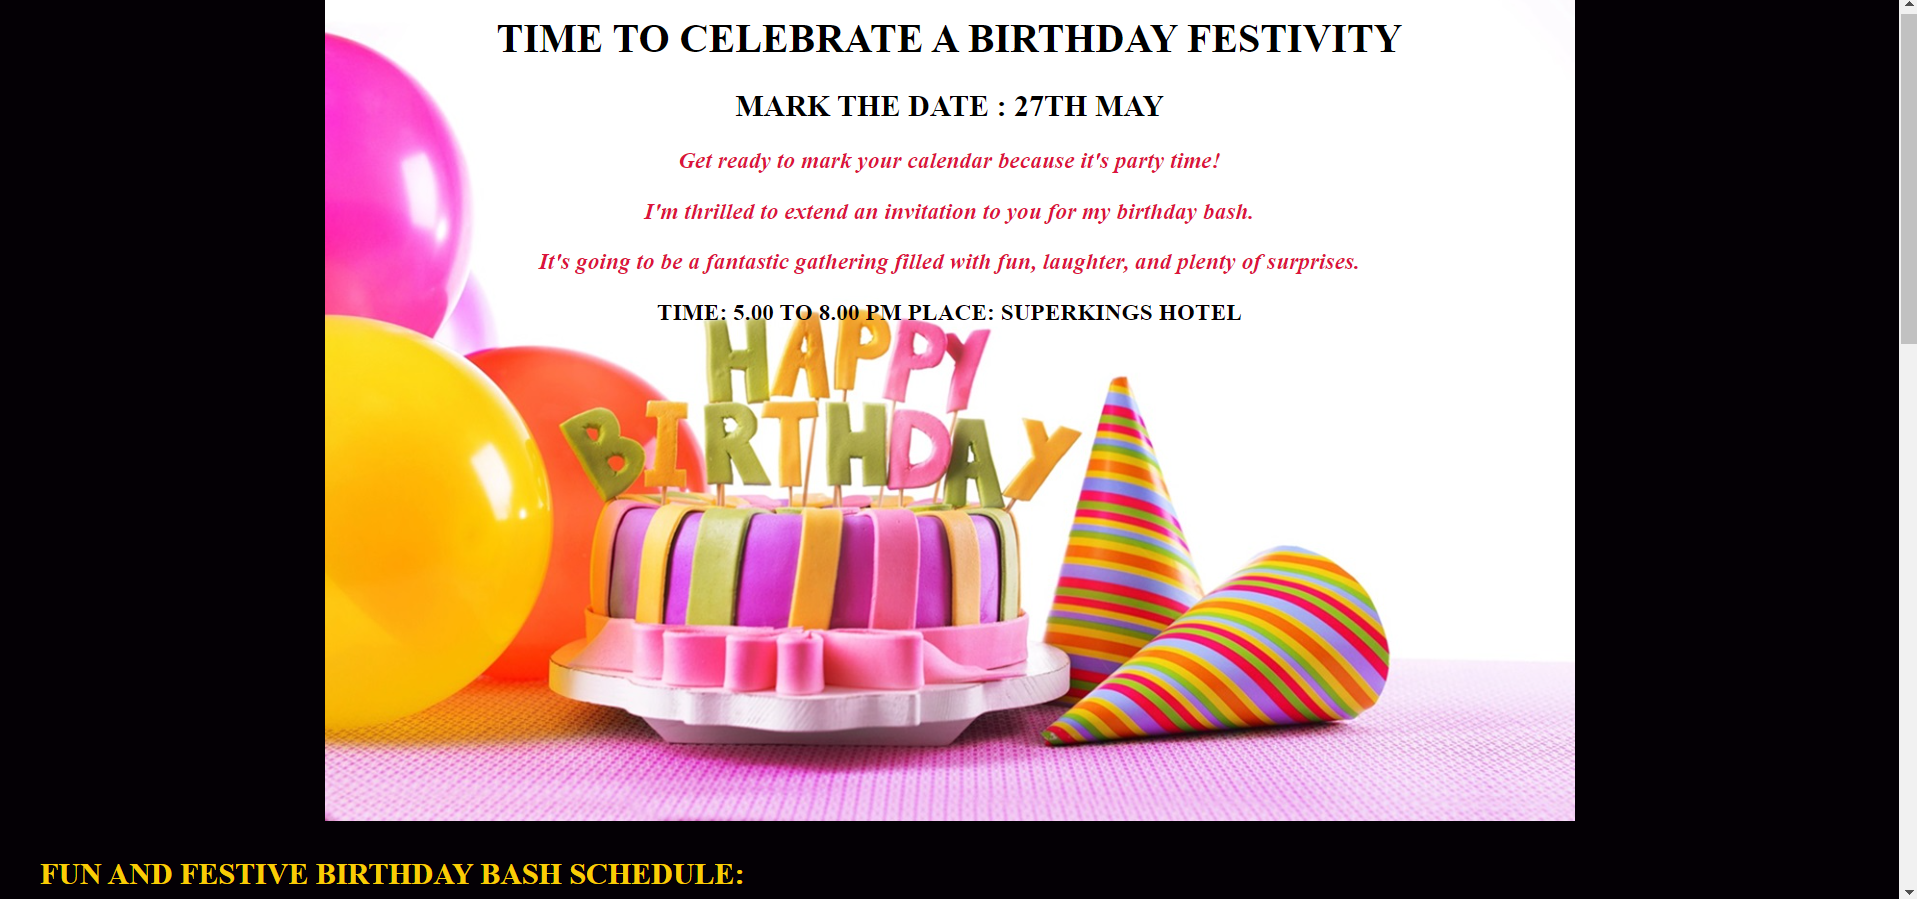 TIME TO CELEBRATE A BIRTHDAY FESTIVITY
MARK THE DATE : 27TH MAY
Get ready to mark your calendar because it's party time!
I'm thrilled to extend an invitation to you for my birthday bash.
It's going to be a fantastic gathering filled with fun, laughter, and plenty of surprises.
TIME: 5.00 TO 8.00 PM PLACE: SUPERKINGS HOTEL
HAPPY
BIRTHDAY
FUN AND FESTIVE BIRTHDAY BASH SCHEDULE: